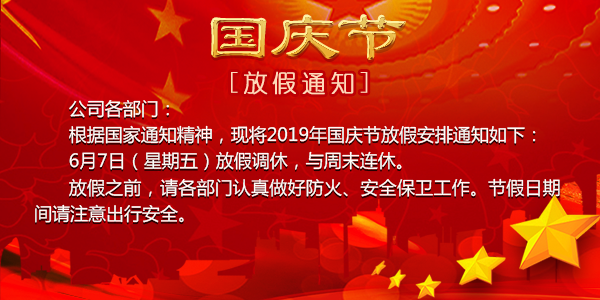 国庆节
[放假通知]
公司各部门：
根据国家通知精神，现将2019年国庆节放假安排通知如下：
6月7日（星期五）放假调休，与周末连休。
放假之前，请各部门认真做好防火、安全保卫工作。节假日期
间请注意出行安全。